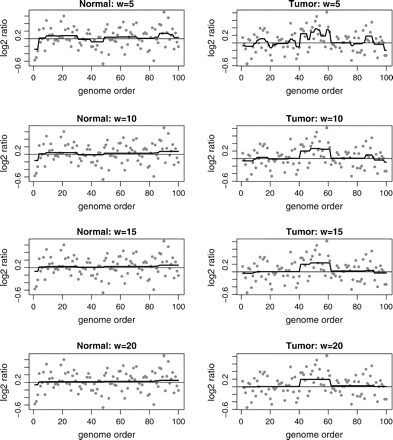 Normal: w=5
log2 ratio
0.2
−0.6
0 20 40 60 80 100
genome order
Tumor: w=5
log2 ratio
0.2
−0.6
0 20 40 60 80 100
genome order
Normal: w=10
log2 ratio
0.2
−0.6
0 20 40 60 80 100
genome order
Tumor: w=10
log2 ratio
0.2
−0.6
0 20 40 60 80 100
genome order
Normal: w=15
log2 ratio
0.2
−0.6
0 20 40 60 80 100
genome order
Tumor: w=15
log2 ratio
0.2
−0.6
0 20 40 60 80 100
genome order
Normal: w=20
log2 ratio
0.2
−0.6
0 20 40 60 80 100
genome order
Tumor: w=20
log2 ratio
0.2
−0.6
0 20 40 60 80 100
genome order